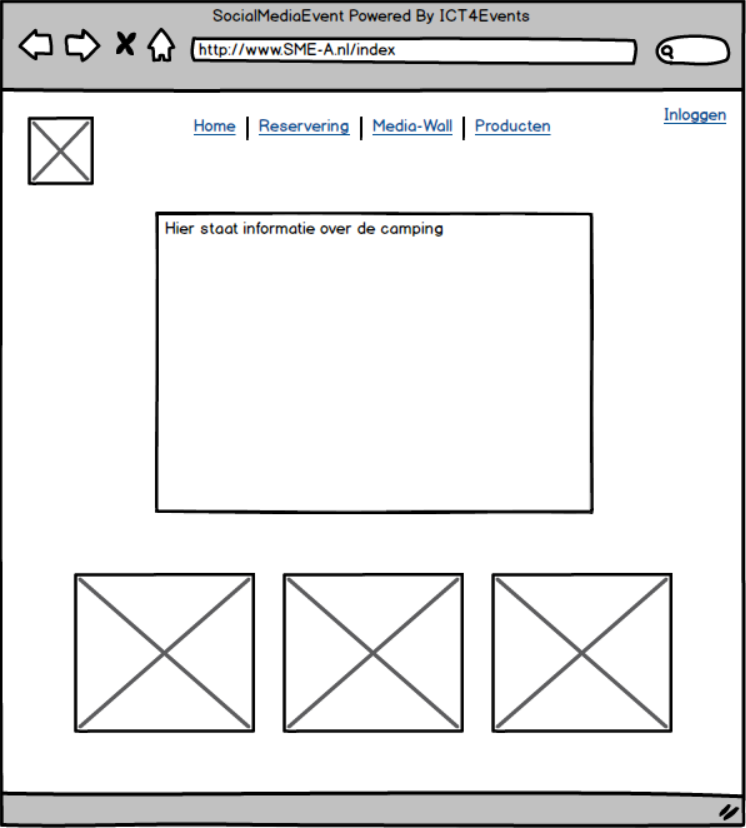 SocialMediaEvent Powered By ICT4Events
http://www.SME-A.nl/index
Inloggen
Home | Reservering | Media-Wall | Producten
Hier staat informatie over de camping